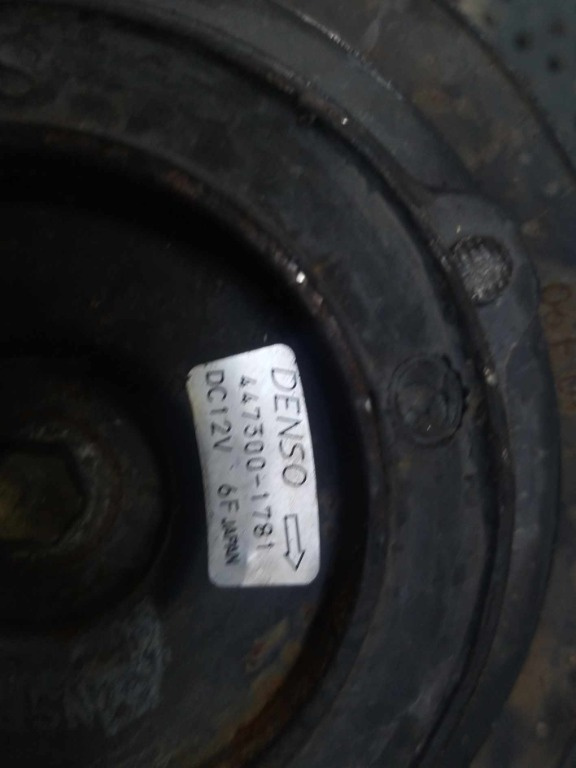 DENSO
447300-1781
DC12V 6F JAPAN